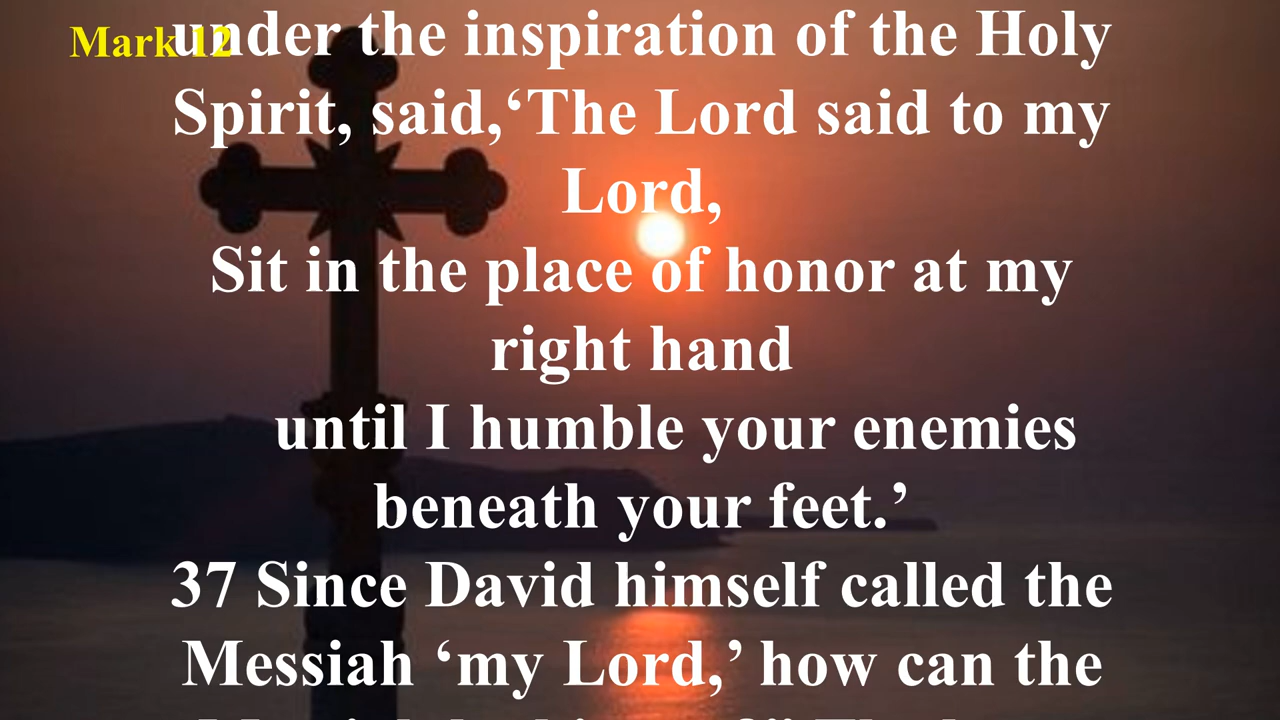 Mark 12
under the inspiration of the Holy
Spirit, said,‘The Lord said to my
Lord,
Sit in the place of honor at my
right hand
until I humble your enemies
beneath your feet.’
37 Since David himself called the
Messiah ‘my Lord,’ how can the